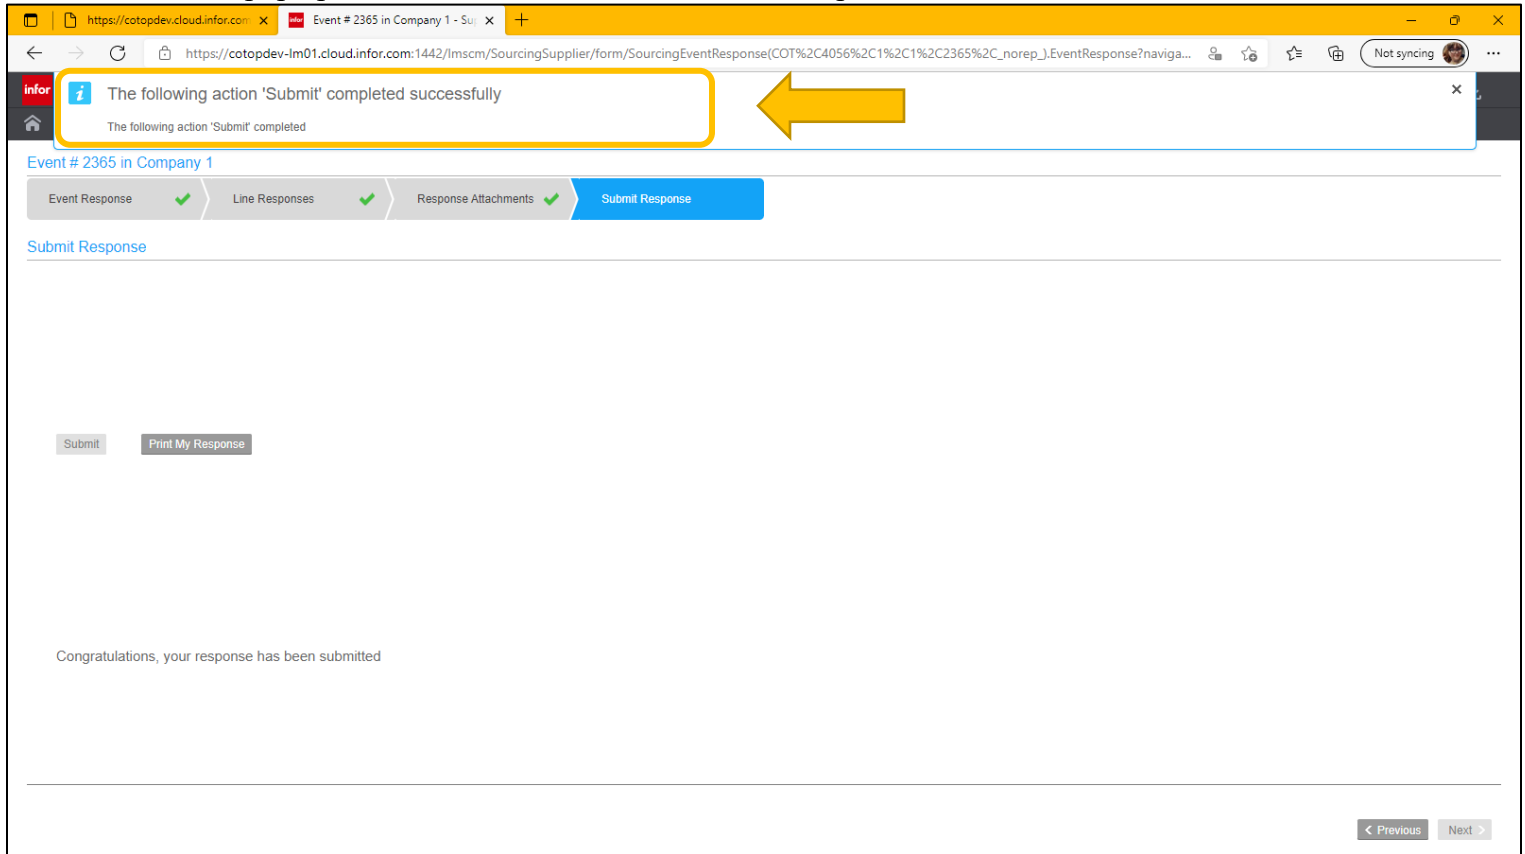 https://cotopdev.cloud.infor.com
Event # 2365 in Company 1 - Su
https://cotopdev-lm01.cloud.infor.com:1442/lmscm/SourcingSupplier/form/SourcingEventResponse(COT%2C4056%2C1%2C1%2C2365%2C_norep_).EventResponse?naviga...
Not syncing
infor
The following action 'Submit' completed successfully
The following action 'Submit' completed
Event # 2365 in Company 1
Event Response
Line Responses
Response Attachments
Submit Response
Submit Response
Submit
Print My Response
Congratulations, your response has been submitted
Previous
Next